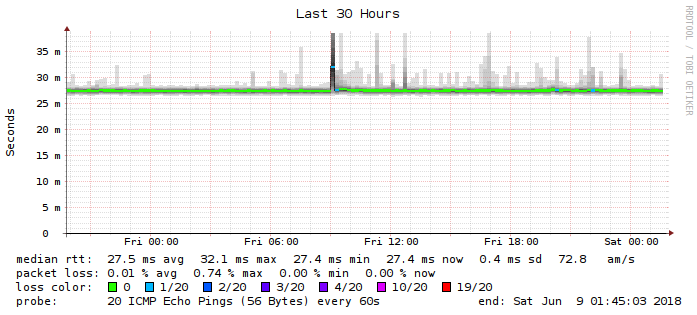 Last 30 Hours
RRDTOOL / TOBI OETIKER
Seconds
35 m
30 m
25 m
20 m
15 m
10 m
5 m
0
Fri 00:00 Fri 06:00 Fri 12:00 Fri 18:00 Sat 00:00
median rtt: 27.5 ms avg 32.1 ms max 27.4 ms min 27.4 ms now 0.4 ms sd 72.8 am/s
packet loss: 0.01 % avg 0.74 % max 0.00 % min 0.00 % now
loss color: 0 1/20 2/20 3/20 4/20 10/20 19/20
probe: 20 ICMP Echo Pings (56 Bytes) every 60s end: Sat Jun 9 01:45:03 2018